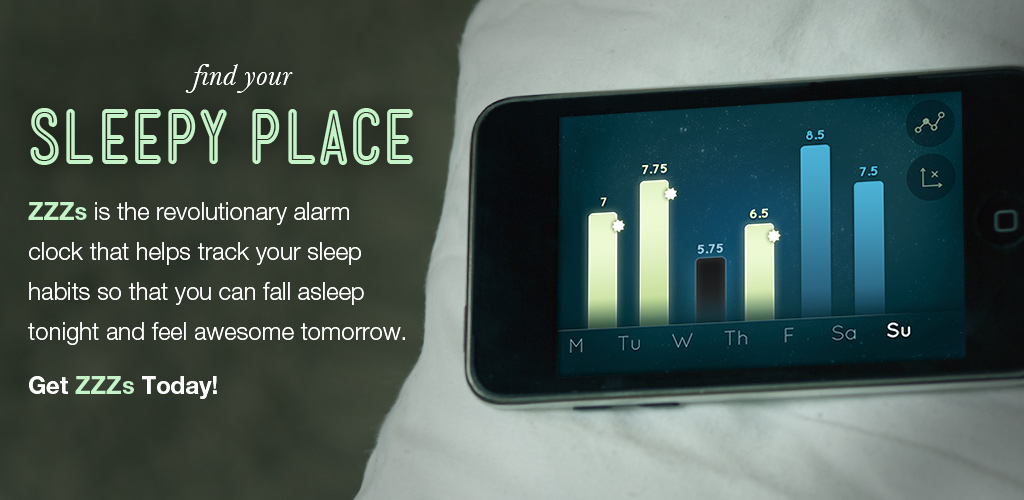 find your
SLEEPY PLACE
ZZZs is the revolutionary alarm
clock that helps track your sleep
habits so that you can fall asleep
tonight and feel awesome tomorrow.
Get ZZZs Today!
7
7.75
5.75
6.5
8.5
7.5
M Tu W Th F Sa Su